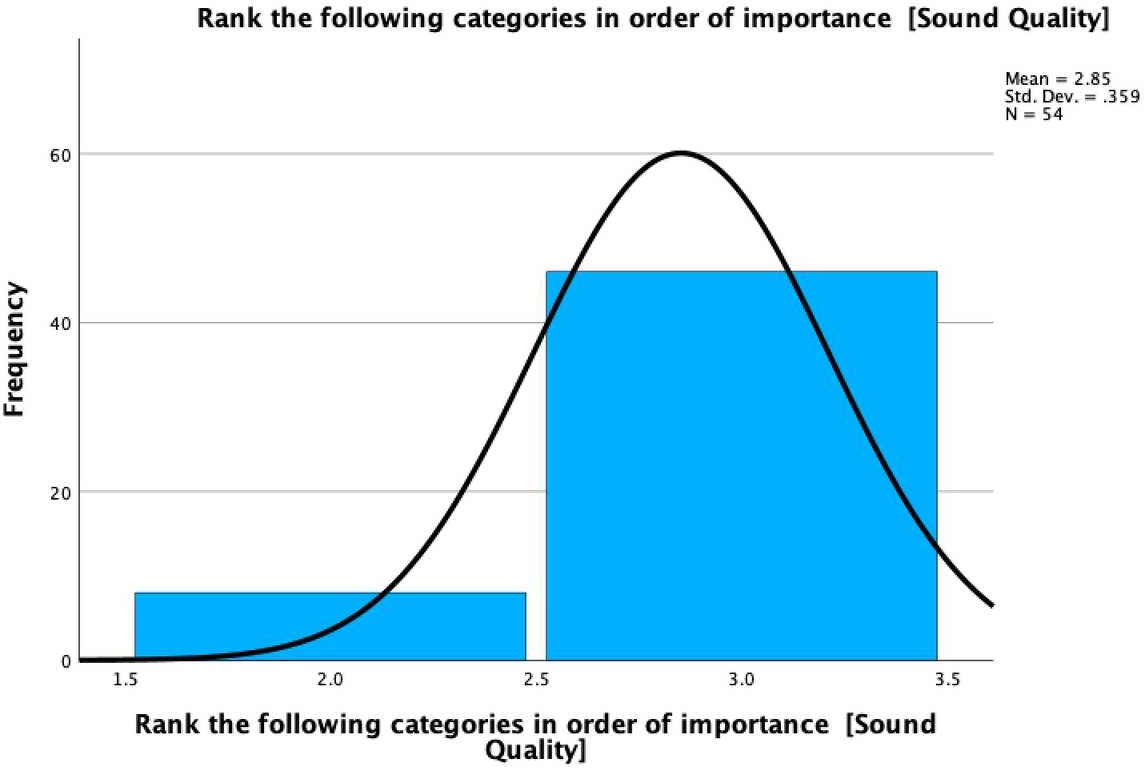 Rank the following categories in order of importance [Sound Quality]
Mean = 2.85
Std. Dev. = .359
N = 54
Frequency
60
40
20
0
1.5 2.0 2.5 3.0 3.5
Rank the following categories in order of importance [Sound
Quality]